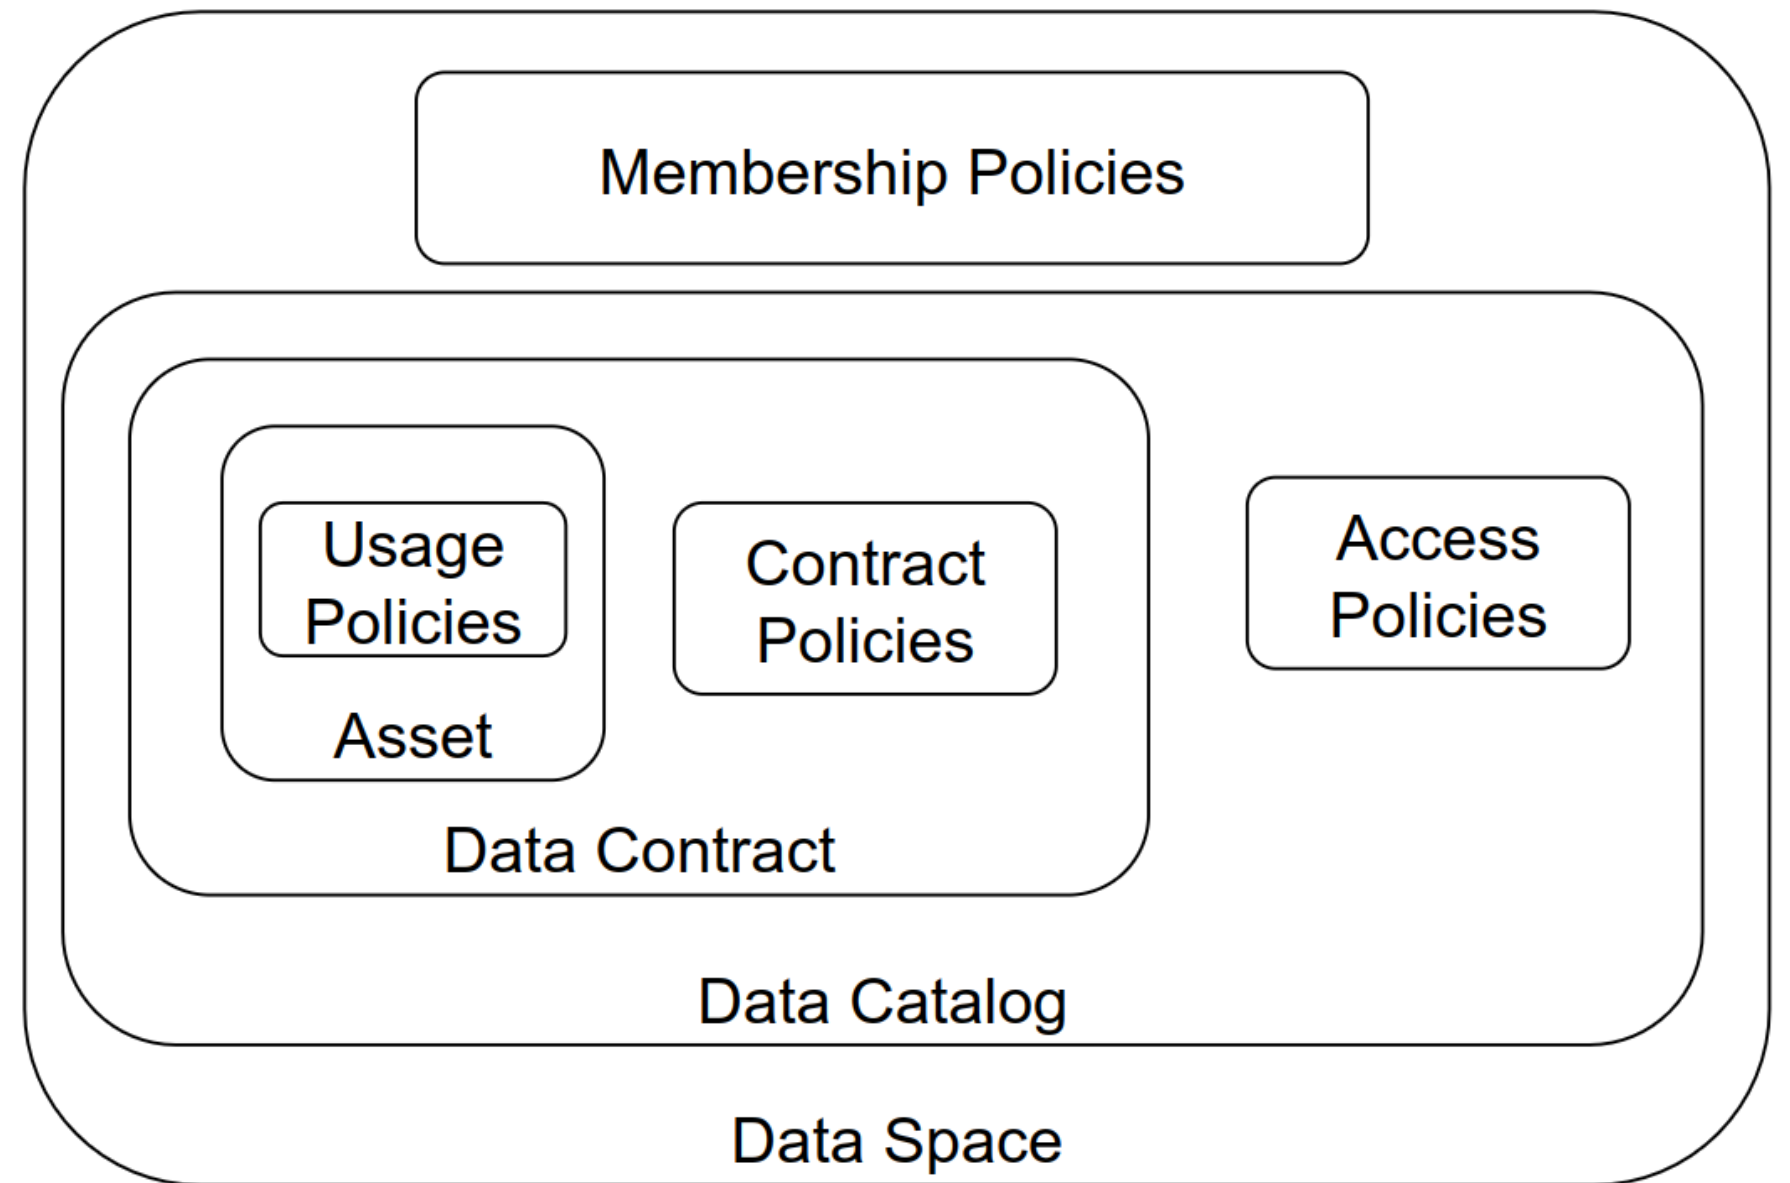 Membership Policies
Usage
Policies
Contract
Policies
Access
Policies
Asset
Data Contract
Data Catalog
Data Space